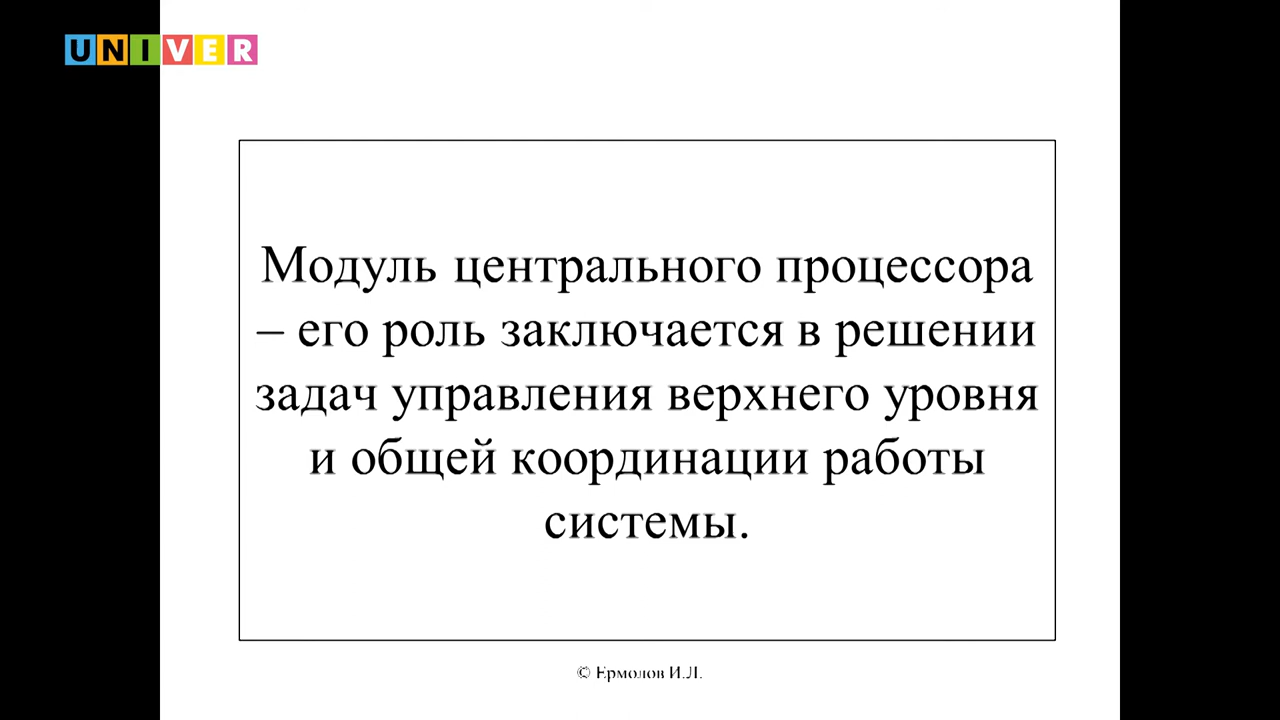 UNIVER
Модуль центрального процессора
– его роль заключается в решении
задач управления верхнего уровня
и общей координации работы
системы.
© Ермолов И.Л.